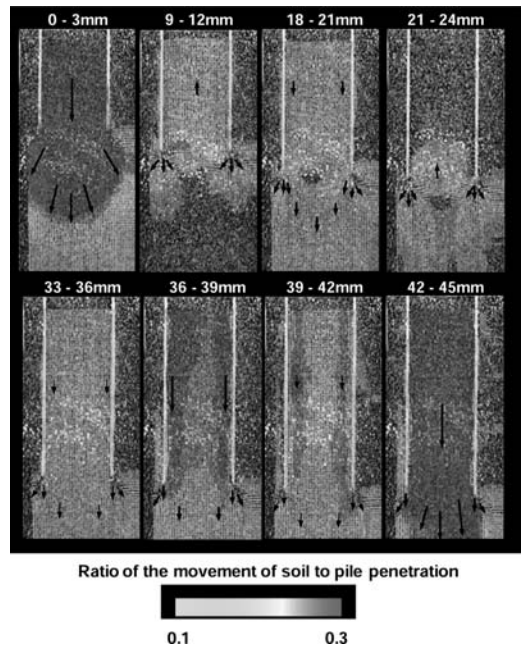 0 - 3mm 9 - 12mm 18 - 21mm 21 - 24mm
33 - 36mm 36 - 39mm 39 - 42mm 42 - 45mm
Ratio of the movement of soil to pile penetration
0.1 0.3